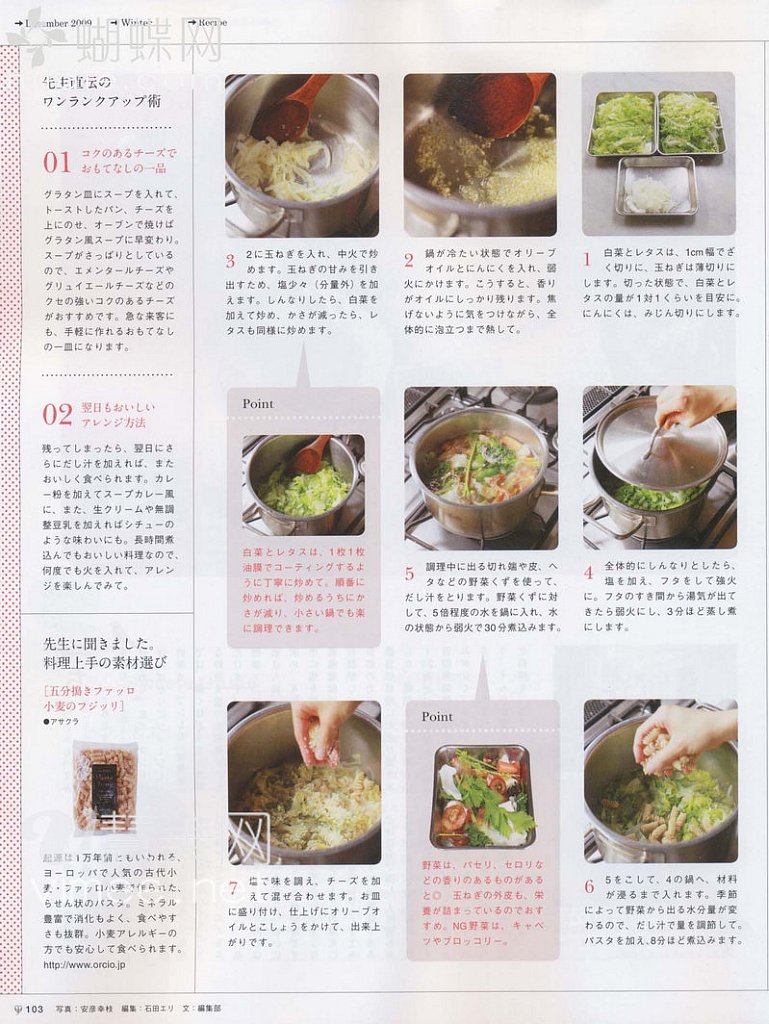 December 2009 Winter Recipe
蝴蝶网
先生直伝の
ワンランクアップ術
01 コクのあるチーズで
おもてなしの一品
グラタン皿にスープを入れて、
トーストしたパン、チーズを
上にのせ、オーブンで焼けば
グラタン風スープに早変わり。
スープがさっぱりとしている
ので、エメンタールチーズや
グリュイエールチーズなどの
クセの強いコクのあるチーズ
がおすすめです。急な来客に
も、手軽に作れるおもてなし
の一皿になります。
02 翌日もおいしい
アレンジ方法
残ってしまったら、翌日にさ
らにだし汁を加えれば、また
おいしく食べられます。カレ
ー粉を加えてスープカレー風
に、また、生クリームや無調
整豆乳を加えればシチューの
ような味わいにも。長時間煮
込んでもおいしい料理なので、
何度でも火を入れて、アレン
ジを楽しんでみて。
先生に聞きました。
料理上手の素材選び
［五分搗きファッロ
小麦のフジッリ］
●アサクラ
起源は1万年前ともいわれる、
ヨーロッパで人気の古代小
麦・ファッロ小麦で作られた、
らせん状のパスタ。ミネラル
豊富で消化もよく、食べやす
さも抜群。小麦アレルギーの
方でも安心して食べられます。
http://www.orcio.jp
1 白菜とレタスは、1cm幅でざ
く切りに、玉ねぎは薄切りに
します。切った状態で、白菜とレ
タスの量が1対1くらいを目安に。
にんにくは、みじん切りにします。
2 鍋が冷たい状態でオリーブ
オイルとにんにくを入れ、弱
火にかけます。こうすると、香り
がオイルにしっかり残ります。焦
げないように気をつけながら、全
体的に泡立つまで熱して。
3 2に玉ねぎを入れ、中火で炒
めます。玉ねぎの甘みを引き
出すため、塩少々（分量外）を加
えます。しんなりしたら、白菜を
加えて炒め、かさが減ったら、レ
タスも同様に炒めます。
Point
白菜とレタスは、1枚1枚
油膜でコーティングするよ
うに丁寧に炒めて。順番に
炒めれば、炒めるうちにか
さが減り、小さい鍋でも楽
に調理できます。
4 全体的にしんなりとしたら、
塩を加え、フタをして強火
に。フタのすき間から湯気が出て
きたら弱火にし、3分ほど蒸し煮
にします。
5 調理中に出る切れ端や皮、ヘ
タなどの野菜くずを使って、
だし汁をとります。野菜くずに対
して、5倍程度の水を鍋に入れ、水
の状態から弱火で30分煮込みます。
Point
野菜は、パセリ、セロリな
どの香りのあるものがある
と◎ 玉ねぎの外皮も、栄
養が詰まっているのでおす
すめ。NG野菜は、キャベ
ツやブロッコリー。
6 5をこして、4の鍋へ、材料
が浸るまで入れます。季節
によって野菜から出る水分量が変
わるので、だし汁で量を調節して。
パスタを加え、8分ほど煮込みます。
7 塩で味を調え、チーズを加
えて混ぜ合わせます。お皿
に盛り付け、仕上げにオリーブオ
イルとこしょうをかけて、出来上
がりです。
103 写真：安彦幸枝 編集：石田エリ 文：編集部